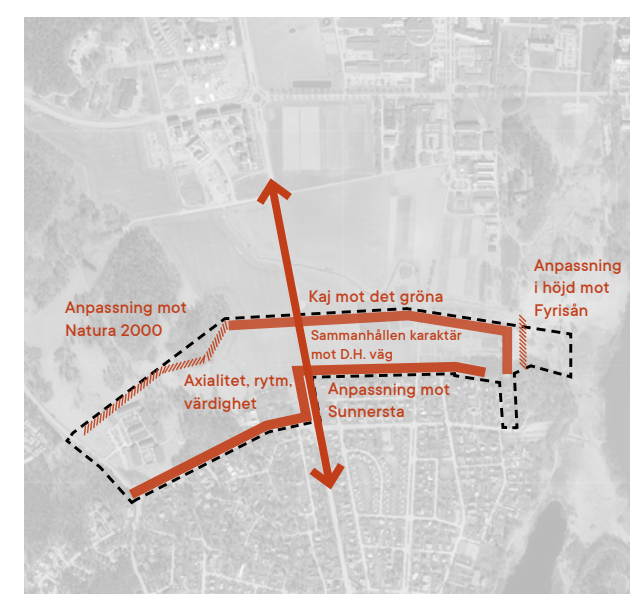 Anpassning
i höjd mot
Fyrisån
Kaj mot det gröna
Anpassning mot
Natura 2000
Sammanhållen karaktär
mot D.H. väg
Axialitet, rytm,
värdighet
Anpassning mot
Sunnersta